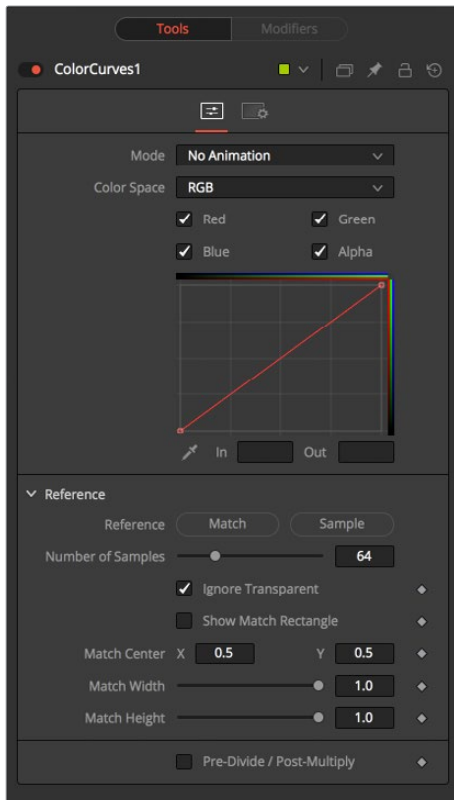 Tools Modifiers
ColorCurves1
Mode No Animation
Color Space RGB
Red Green
Blue Alpha
In Out
Reference
Reference Match Sample
Number of Samples 64
Ignore Transparent
Show Match Rectangle
Match Center X 0.5 Y 0.5
Match Width 1.0
Match Height 1.0
Pre-Divide / Post-Multiply